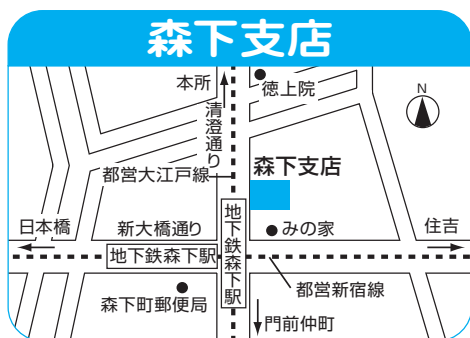 森下支店
本所
徳上院
N
清澄通り
都営大江戸線
森下支店
日本橋
新大橋通り
地下鉄森下駅
みの家
住吉
地下鉄森下駅
都営新宿線
森下町郵便局
門前仲町